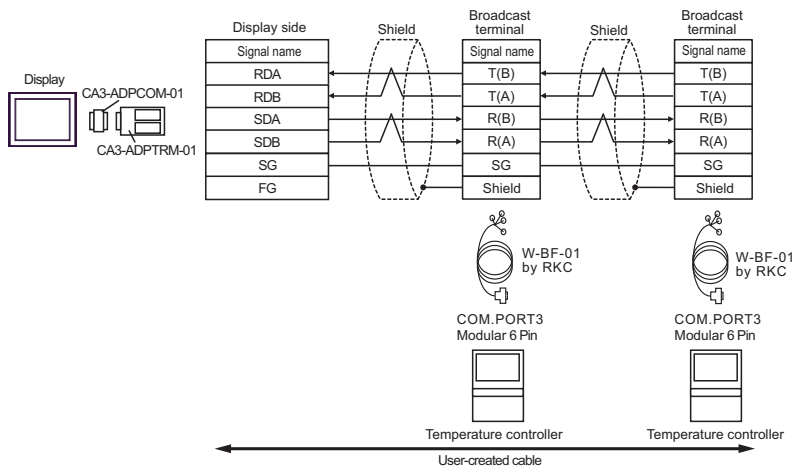 Display side
Shield
Broadcast
terminal
Shield
Broadcast
terminal
Signal name
Signal name
Signal name
RDA
T(B)
T(B)
Display
CA3-ADPCOM-01
RDB
T(A)
T(A)
SDA
R(B)
R(B)
SDB
R(A)
R(A)
CA3-ADPTRM-01
SG
SG
SG
FG
Shield
Shield
W-BF-01
by RKC
W-BF-01
by RKC
COM.PORT3
Modular 6 Pin
COM.PORT3
Modular 6 Pin
Temperature controller
Temperature controller
User-created cable